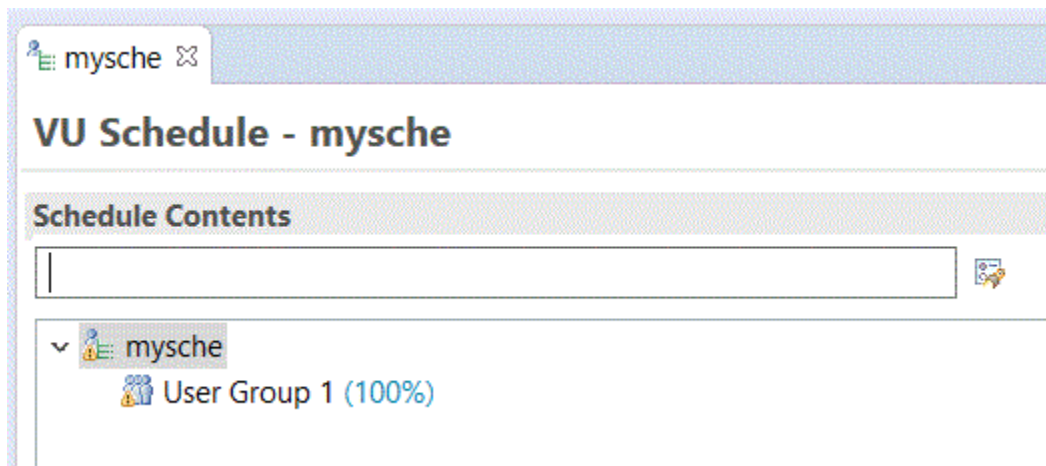 mysche
VU Schedule - mysche
Schedule Contents
mysche
User Group 1 (100%)